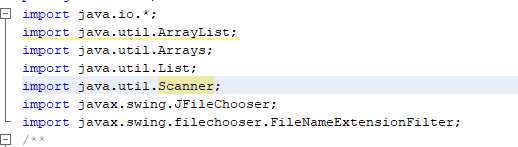 import java.io.*;
import java.util.ArrayList;
import java.util.Arrays;
import java.util.List;
import java.util.Scanner;
import javax.swing.JFileChooser;
import javax.swing.filechooser.FileNameExtensionFilter;
/**